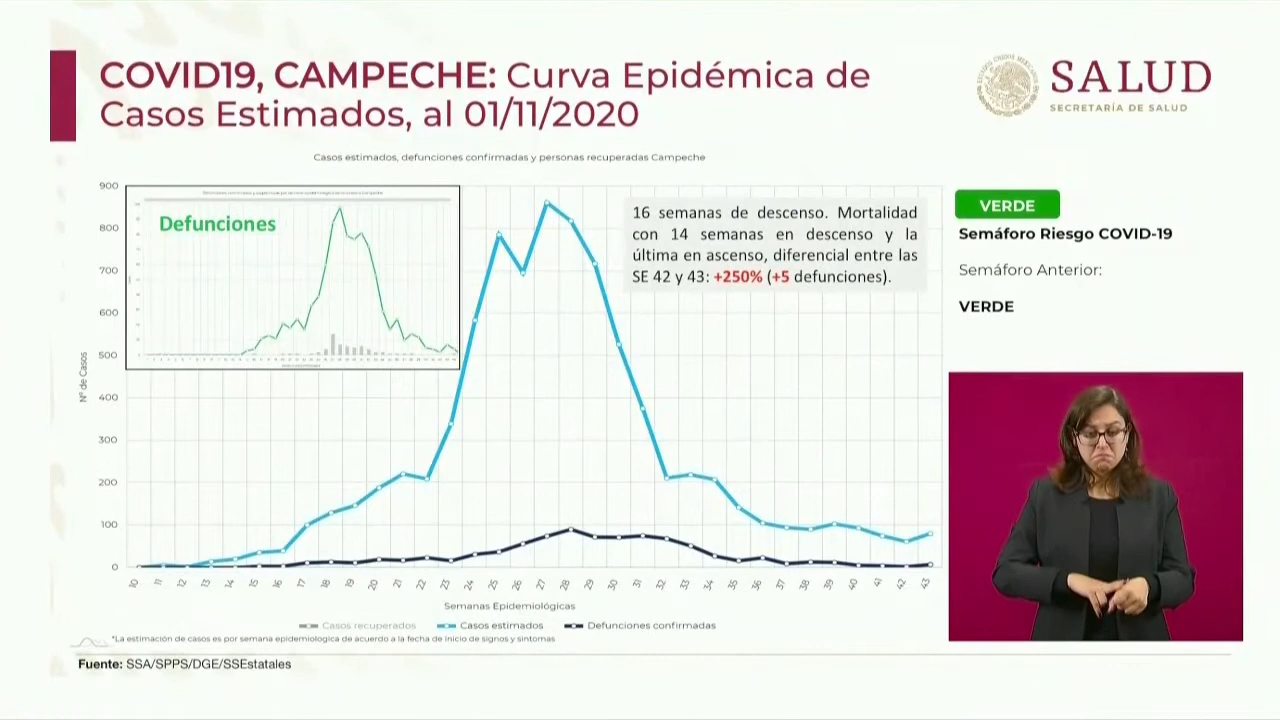 COVID19, CAMPECHE: Curva Epidémica de
Casos Estimados, al 01/11/2020
SALUD
SECRETARÍA DE SALUD
Casos estimados, defunciones confirmadas y personas recuperadas Campeche
Defunciones
16 semanas de descenso. Mortalidad
con 14 semanas en descenso y la
última en ascenso, diferencial entre las
SE 42 y 43: +250% (+5 defunciones).
VERDE
Semáforo Riesgo COVID-19
Semáforo Anterior:
VERDE
Nº de Casos
900
800
700
600
500
400
300
200
100
0
10 11 12 13 14 15 16 17 18 19 20 21 22 23 24 25 26 27 28 29 30 31 32 33 34 35 36 37 38 39 40 41 42 43
Semanas Epidemiológicas
Casos recuperados Casos estimados Defunciones confirmadas
*La estimación de casos es por semana epidemiologica de acuerdo a la fecha de inicio de signos y síntomas
Fuente: SSA/SPPS/DGE/SSEstatales